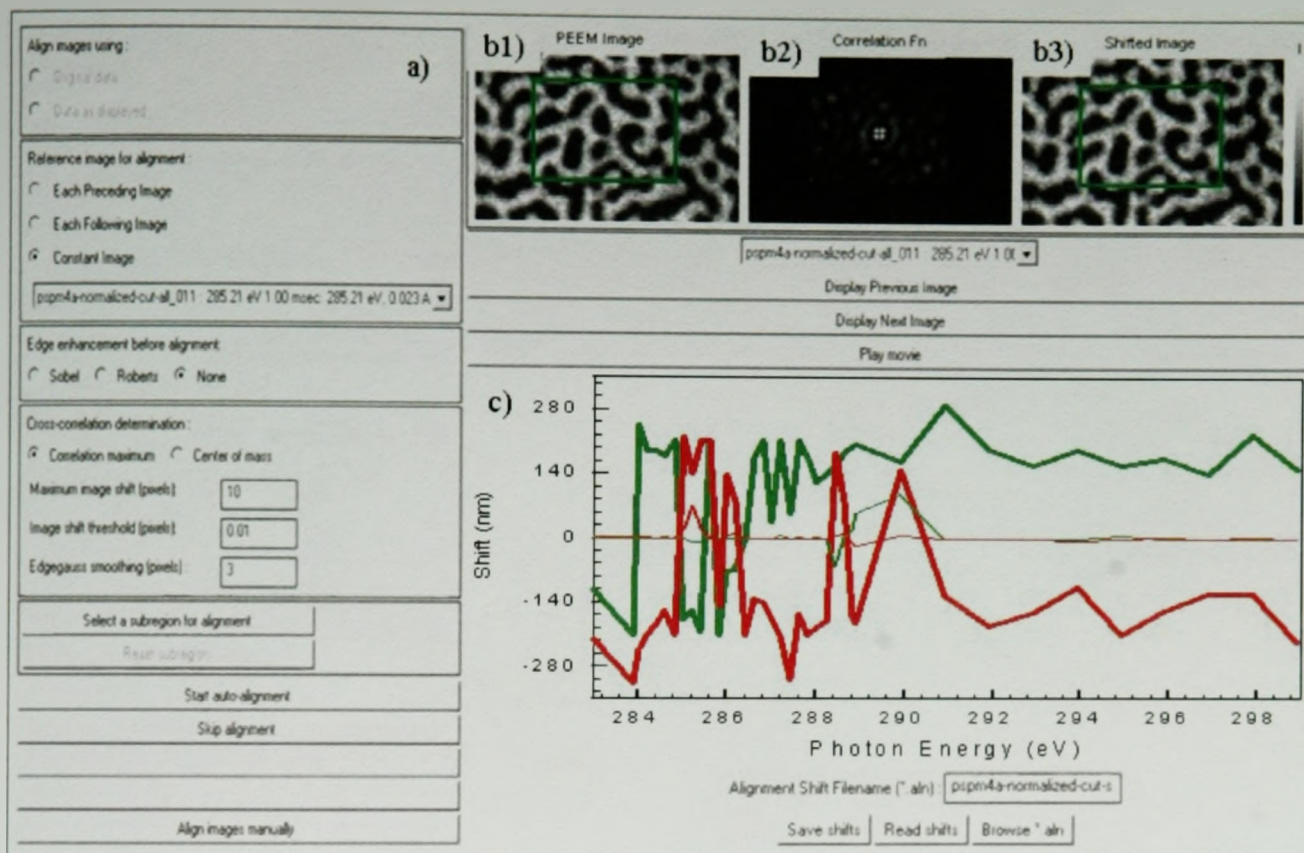 Align images using :
a)
Original data
Data as displayed
Reference image for alignment :
Each Preceding Image
Each Following Image
Constant Image
pspm4a-normalized-cut-all_011 : 285.21 eV 1.00 msec: 285.21 eV, 0.023 A
Edge enhancement before alignment:
Sobel Roberts None
Cross-correlation determination :
Correlation maximum Center of mass
Maximum image shift (pixels): 10
Image shift threshold (pixels): 0.01
Edgegauss smoothing (pixels) : 3
Select a subregion for alignment
Reset subregion
Start auto-alignment
Skip alignment
Align images manually
b1) PEEM Image
b2) Correlation Fn
b3) Shifted Image
pspm4a-normalized-cut-all_011 : 285.21 eV 1.0(
Display Previous Image
Display Next Image
Play movie
c)
280
140
0
-140
-280
Shift (nm)
284 286 288 290 292 294 296 298
Photon Energy (eV)
Alignment Shift Filename (*.aln) : pspm4a-normalized-cut-s
Save shifts Read shifts Browse *.aln